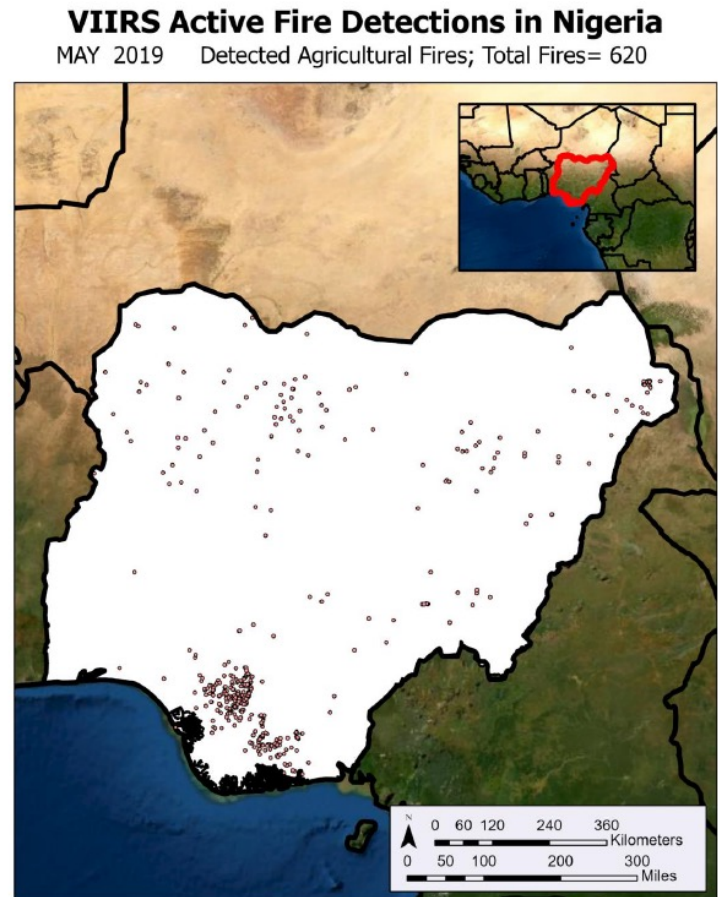 VIIRS Active Fire Detections in Nigeria
MAY 2019 Detected Agricultural Fires; Total Fires= 620
N
0 60 120 240 360
Kilometers
0 50 100 200 300
Miles